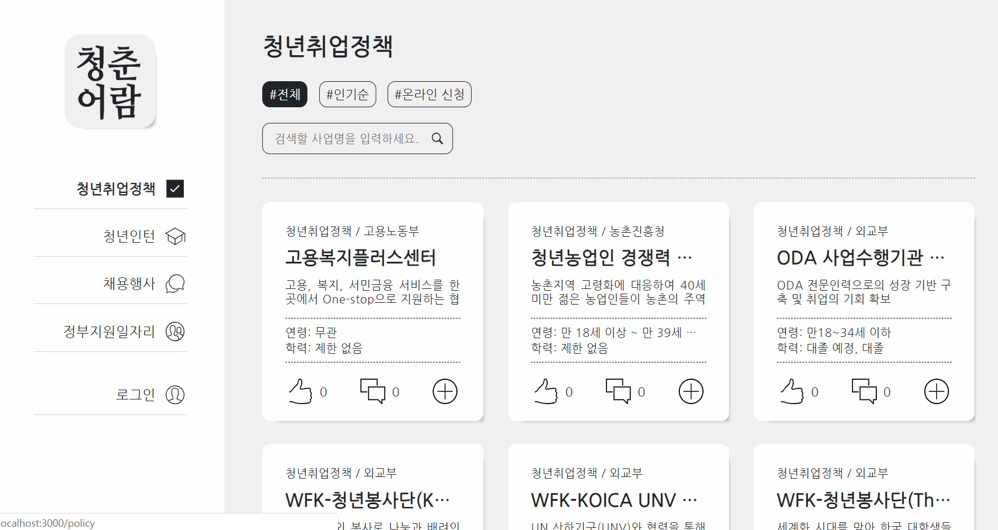 청춘
어람
청년취업정책
청년인턴
채용행사
정부지원일자리
로그인
청년취업정책
#전체
#인기순
#온라인 신청
검색할 사업명을 입력하세요.
청년취업정책 / 고용노동부
고용복지플러스센터
고용, 복지, 서민금융 서비스를 한
곳에서 One-stop으로 지원하는 협
연령: 무관
학력: 제한 없음
0
0
청년취업정책 / 농촌진흥청
청년농업인 경쟁력 ...
농촌지역 고령화에 대응하여 40세
미만 젊은 농업인들이 농촌의 주역
연령: 만 18세 이상 ~ 만 39세 ...
학력: 제한 없음
0
0
청년취업정책 / 외교부
ODA 사업수행기관 ...
ODA 전문인력으로의 성장 기반 구
축 및 취업의 기회 확보
연령: 만18~34세 이하
학력: 대졸 예정, 대졸
0
0
청년취업정책 / 외교부
WFK-청년봉사단(K...
봉사로 나눔과 배려의
청년취업정책 / 외교부
WFK-KOICA UNV ...
UN 산하기구(UNV)와 협력을 통해
청년취업정책 / 외교부
WFK-청년봉사단(Th...
세계화 시대를 맞아 한국 대학생들
ocalhost:3000/policy